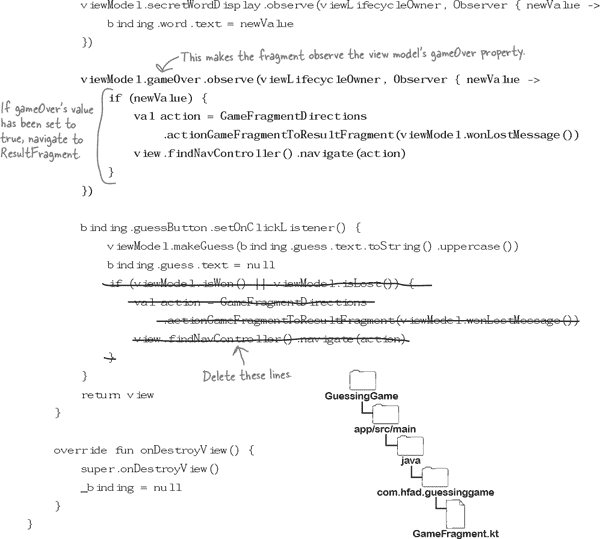 viewModel.secretWordDisplay.observe(viewLifecycleOwner, Observer { newValue ->
binding.word.text = newValue
})
This makes the fragment observe the view model's gameOver property.
viewModel.gameOver.observe(viewLifecycleOwner, Observer { newValue ->
if (newValue) {
val action = GameFragmentDirections
.actionGameFragmentToResultFragment(viewModel.wonLostMessage())
view.findNavController().navigate(action)
}
})
If gameOver's value
has been set to
true, navigate to
ResultFragment.
binding.guessButton.setOnClickListener() {
viewModel.makeGuess(binding.guess.text.toString().uppercase())
binding.guess.text = null
if (viewModel.isWon() || viewModel.isLost()) {
val action = GameFragmentDirections
.actionGameFragmentToResultFragment(viewModel.wonLostMessage())
view.findNavController().navigate(action)
}
Delete these lines.
}
return view
}
override fun onDestroyView() {
super.onDestroyView()
_binding = null
}
}
GuessingGame
app/src/main
java
com.hfad.guessinggame
GameFragment.kt